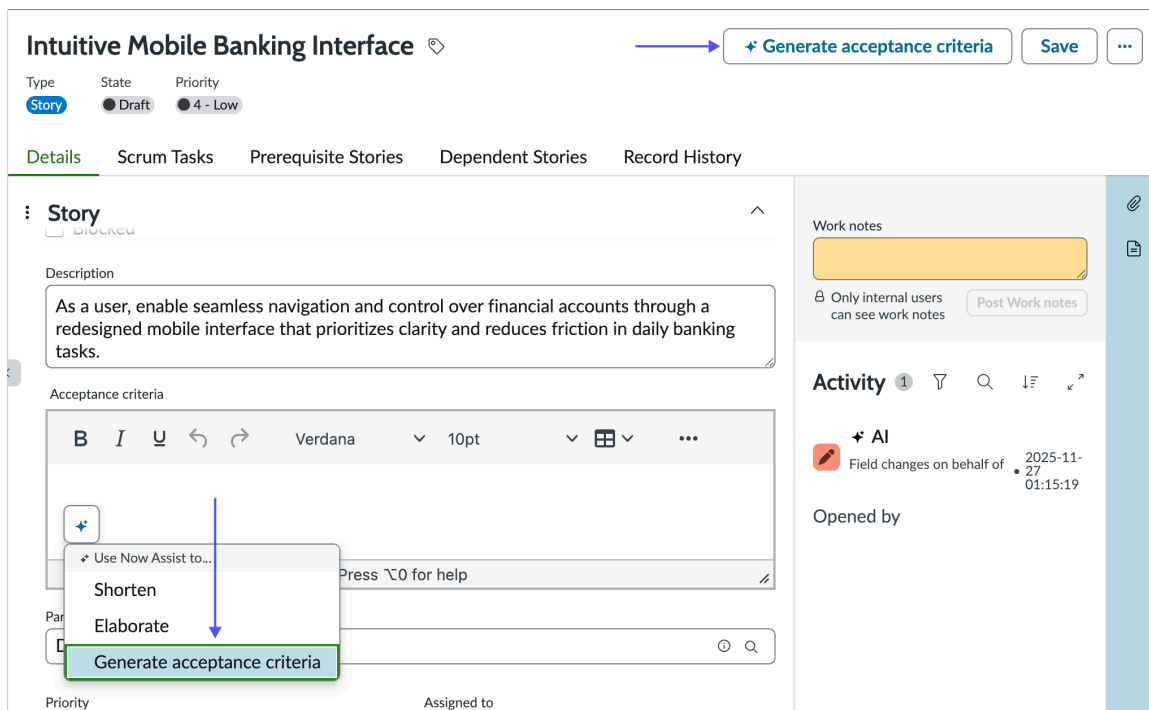 Intuitive Mobile Banking Interface
Generate acceptance criteria
Save
Type
State
Priority
Story
Draft
4 - Low
Details
Scrum Tasks
Prerequisite Stories
Dependent Stories
Record History
Story
Blocked
Description
As a user, enable seamless navigation and control over financial accounts through a
redesigned mobile interface that prioritizes clarity and reduces friction in daily banking
tasks.
Acceptance criteria
B I U
Verdana
10pt
Use Now Assist to...
Shorten
Elaborate
Generate acceptance criteria
Press ⌥0 for help
Priority
Assigned to
Work notes
Only internal users
can see work notes
Post Work notes
Activity 1
AI
Field changes on behalf of
2025-11-
27
01:15:19
Opened by